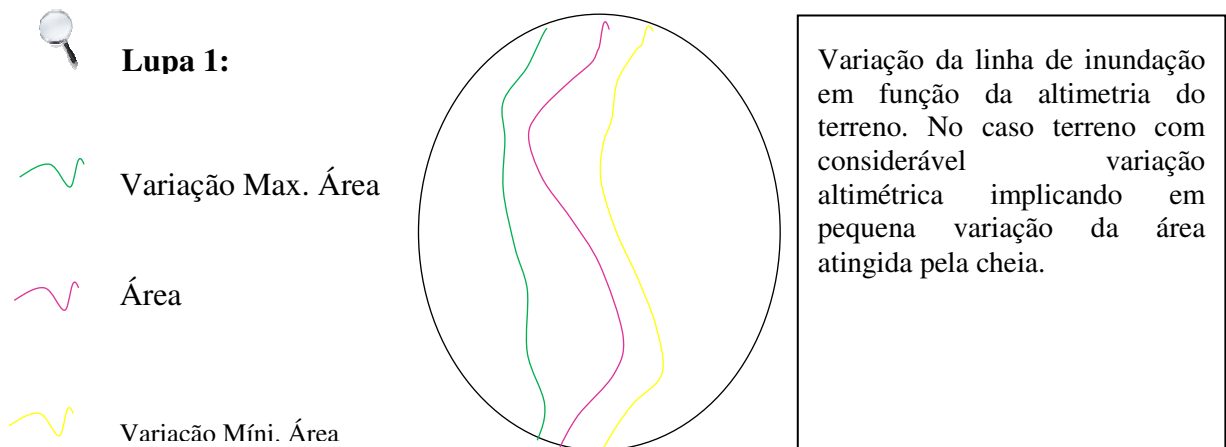 Lupa 1:
Variação Max. Área
Área
Variação Míni. Área
Variação da linha de inundação
em função da altimetria do
terreno. No caso terreno com
considerável variação
altimétrica implicando em
pequena variação da área
atingida pela cheia.